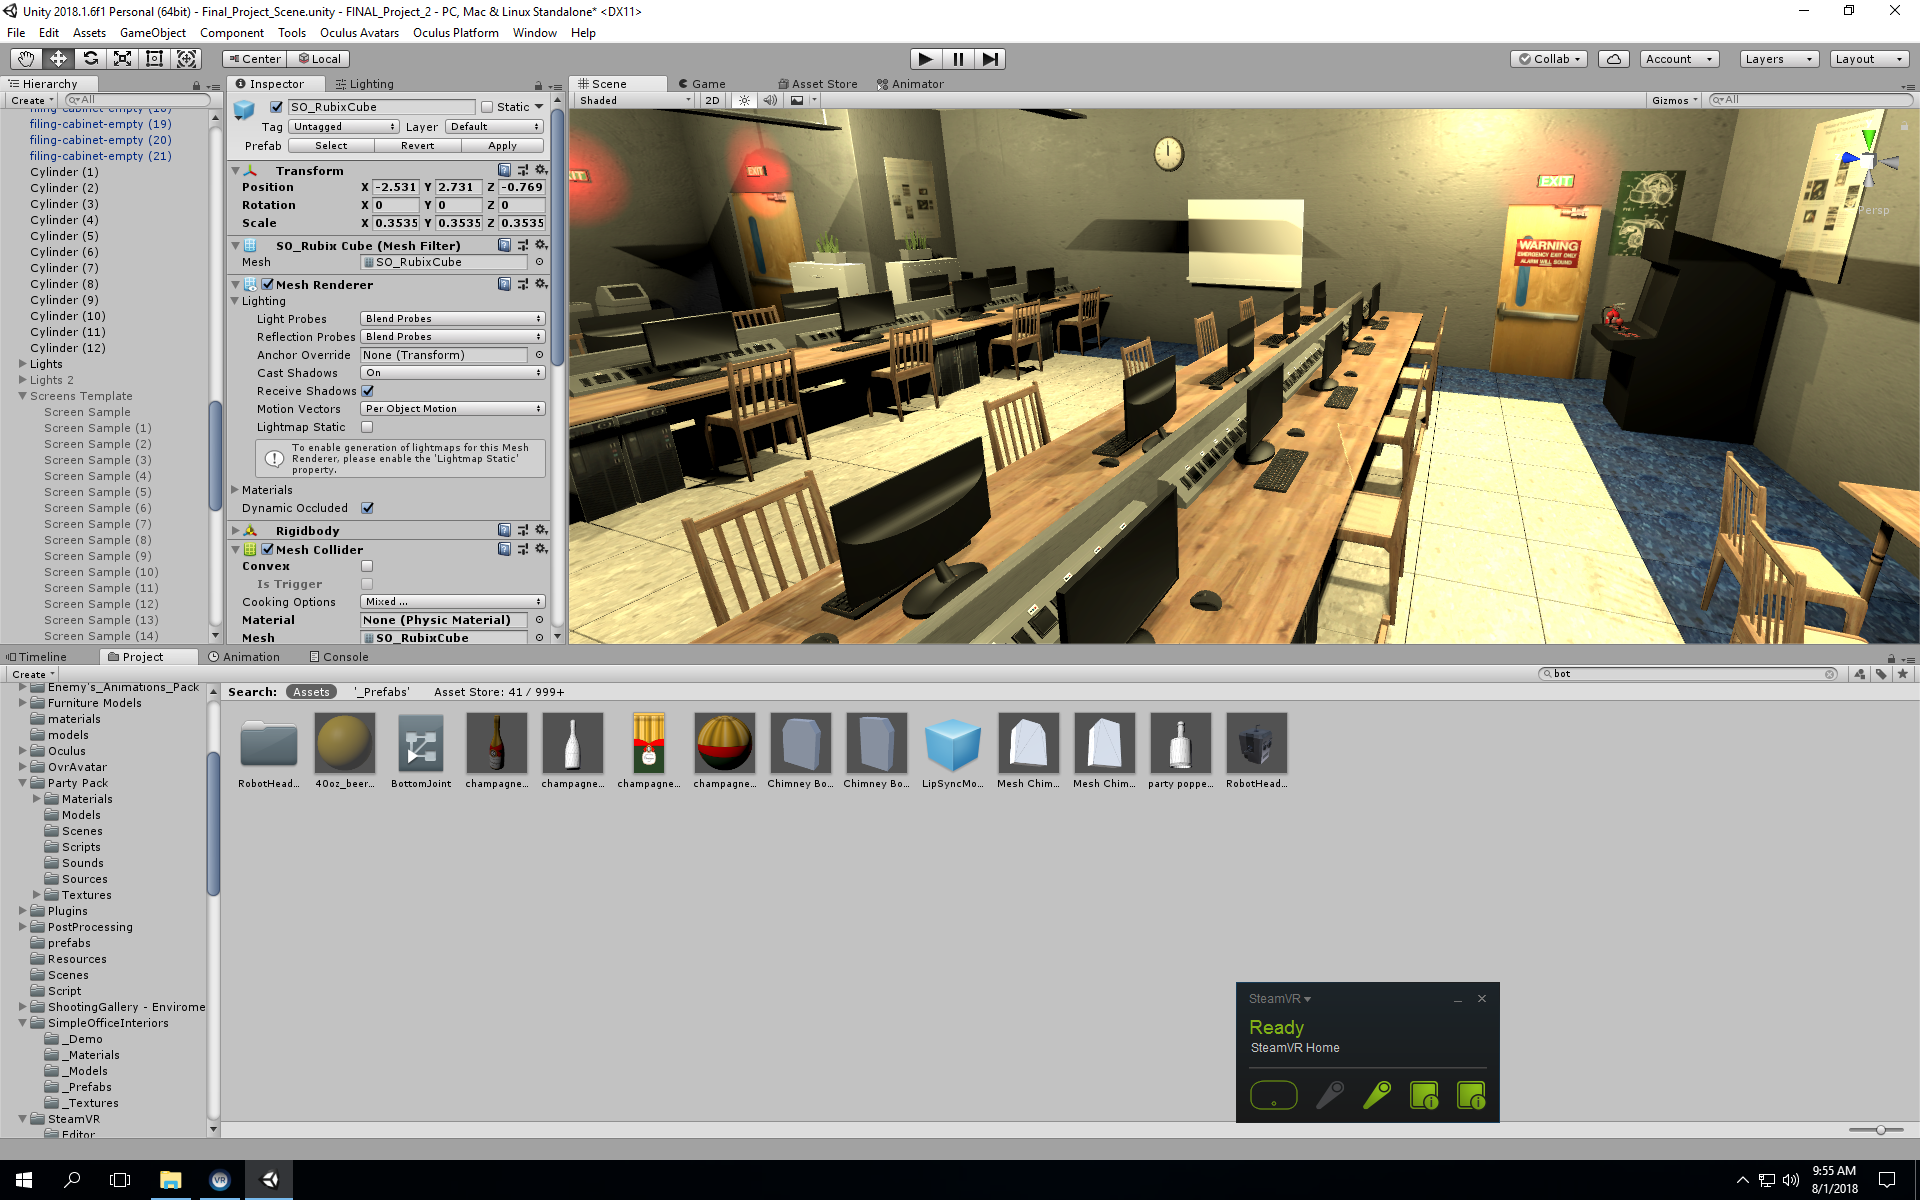 Unity 2018.1.6f1 Personal (64bit) - Final_Project_Scene.unity - FINAL_Project_2 - PC, Mac & Linux Standalone* <DX11>
File Edit Assets GameObject Component Tools Oculus Avatars Oculus Platform Window Help
Center Local
Collab Account Layers Layout
Hierarchy
Create All
filing-cabinet-empty (18)
filing-cabinet-empty (19)
filing-cabinet-empty (20)
filing-cabinet-empty (21)
Cylinder (1)
Cylinder (2)
Cylinder (3)
Cylinder (4)
Cylinder (5)
Cylinder (6)
Cylinder (7)
Cylinder (8)
Cylinder (9)
Cylinder (10)
Cylinder (11)
Cylinder (12)
Lights
Lights 2
Screens Template
Screen Sample
Screen Sample (1)
Screen Sample (2)
Screen Sample (3)
Screen Sample (4)
Screen Sample (5)
Screen Sample (6)
Screen Sample (7)
Screen Sample (8)
Screen Sample (9)
Screen Sample (10)
Screen Sample (11)
Screen Sample (12)
Screen Sample (13)
Screen Sample (14)
Inspector Lighting
SO_RubixCube Static
Tag Untagged Layer Default
Prefab Select Revert Apply
Transform
Position X -2.531 Y 2.731 Z -0.769
Rotation X 0 Y 0 Z 0
Scale X 0.3535 Y 0.3535 Z 0.3535
SO_Rubix Cube (Mesh Filter)
Mesh SO_RubixCube
Mesh Renderer
Lighting
Light Probes Blend Probes
Reflection Probes Blend Probes
Anchor Override None (Transform)
Cast Shadows On
Receive Shadows
Motion Vectors Per Object Motion
Lightmap Static
To enable generation of lightmaps for this Mesh
Renderer, please enable the 'Lightmap Static'
property.
Materials
Dynamic Occluded
Rigidbody
Mesh Collider
Convex
Is Trigger
Cooking Options Mixed ...
Material None (Physic Material)
Mesh SO_RubixCube
Scene Game Asset Store Animator
Shaded 2D Gizmos All
EXIT
EXIT
EXIT
WARNING
EMERGENCY EXIT ONLY
ALARM WILL SOUND
Persp
Timeline Project Animation Console
Create bot
Enemy's_Animations_Pack
Furniture Models
materials
models
Oculus
OvrAvatar
Party Pack
Materials
Models
Scenes
Scripts
Sounds
Sources
Textures
Plugins
PostProcessing
prefabs
Resources
Scenes
Script
ShootingGallery - Envirome
SimpleOfficeInteriors
_Demo
_Materials
_Models
_Prefabs
_Textures
SteamVR
Editor
Search: Assets '_Prefabs' Asset Store: 41 / 999+
RobotHead... 40oz_beer... BottomJoint champagne... champagne... champagne... champagne... Chimney Bo... Chimney Bo... LipSyncMo... Mesh Chim... Mesh Chim... party poppe... RobotHead...
SteamVR
Ready
SteamVR Home
VR
9:55 AM
8/1/2018